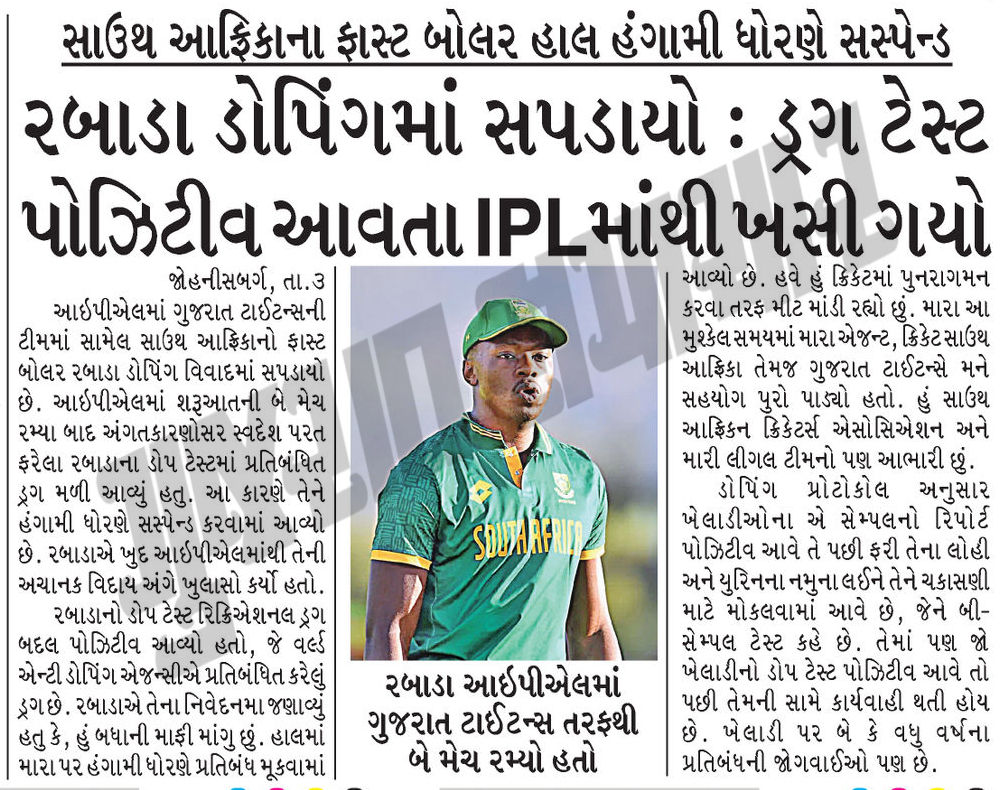 સાઉથ આફ્રિકાના ફાસ્ટ બોલર હાલ હંગામી ધોરણે સસ્પેન્ડ
રબાડા ડોપિંગમાં સપડાયો : ડ્રગ ટેસ્ટ
પોઝિટીવ આવતા IPLમાંથી ખસી ગયો
જોહનીસબર્ગ, તા.૩
આઇપીએલમાં ગુજરાત ટાઈટન્સની
ટીમમાં સામેલ સાઉથ આફ્રિકાનો ફાસ્ટ
બોલર રબાડા ડોપિંગ વિવાદમાં સપડાયો
છે. આઇપીએલમાં શરૂઆતની બે મેચ
રમ્યા બાદ અંગતકારણોસર સ્વદેશ પરત
ફરેલા રબાડાના ડોપ ટેસ્ટમાં પ્રતિબંધિત
ડ્રગ મળી આવ્યું હતુ. આ કારણે તેને
હંગામી ધોરણે સસ્પેન્ડ કરવામાં આવ્યો
છે. રબાડાએ ખુદ આઇપીએલમાંથી તેની
અચાનક વિદાય અંગે ખુલાસો કર્યો હતો.
રબાડાનો ડોપ ટેસ્ટ રિક્રિએશનલ ડ્રગ
બદલ પોઝિટીવ આવ્યો હતો, જે વર્લ્ડ
એન્ટી ડોપિંગ એજન્સીએ પ્રતિબંધિત કરેલું
ડ્રગ છે. રબાડાએ તેના નિવેદનમા જણાવ્યું
હતુ કે, હું બધાની માફી માંગુ છું. હાલમાં
મારા પર હંગામી ધોરણે પ્રતિબંધ મૂકવામાં
SOUTH AFRICA
રબાડા આઇપીએલમાં
ગુજરાત ટાઈટન્સ તરફથી
બે મેચ રમ્યો હતો
આવ્યો છે. હવે હું ક્રિકેટમાં પુનરાગમન
કરવા તરફ મીટ માંડી રહ્યો છું. મારા આ
મુશ્કેલ સમયમાં મારા એજન્ટ, ક્રિકેટ સાઉથ
આફ્રિકા તેમજ ગુજરાત ટાઈટન્સે મને
સહયોગ પુરો પાડ્યો હતો. હું સાઉથ
આફ્રિકન ક્રિકેટર્સ એસોસિએશન અને
મારી લીગલ ટીમનો પણ આભારી છું.
ડોપિંગ પ્રોટોકોલ અનુસાર
ખેલાડીઓના એ સેમ્પલનો રિપોર્ટ
પોઝિટીવ આવે તે પછી ફરી તેના લોહી
અને યુરિનના નમુના લઈને તેને ચકાસણી
માટે મોકલવામાં આવે છે, જેને બી-
સેમ્પલ ટેસ્ટ કહે છે. તેમાં પણ જો
ખેલાડીનો ડોપ ટેસ્ટ પોઝિટીવ આવે તો
પછી તેમની સામે કાર્યવાહી થતી હોય
છે. ખેલાડી પર બે કે વધુ વર્ષના
પ્રતિબંધની જોગવાઈઓ પણ છે.
ગુજરાત સમાચાર